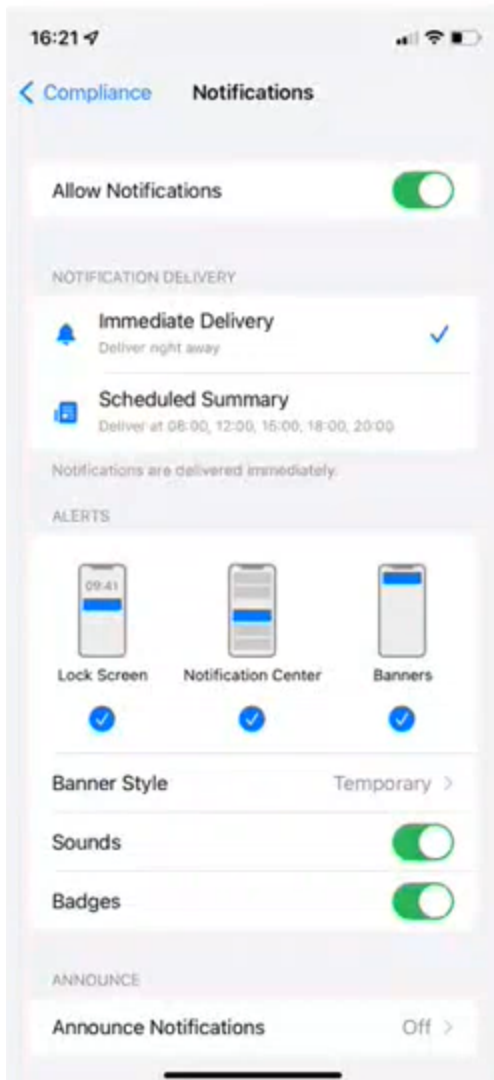 16:21
Compliance Notifications
Allow Notifications
NOTIFICATION DELIVERY
Immediate Delivery
Deliver right away
Scheduled Summary
Deliver at 08:00, 12:00, 15:00, 18:00, 20:00
Notifications are delivered immediately.
ALERTS
09:41
Lock Screen Notification Center Banners
Banner Style Temporary
Sounds
Badges
ANNOUNCE
Announce Notifications Off